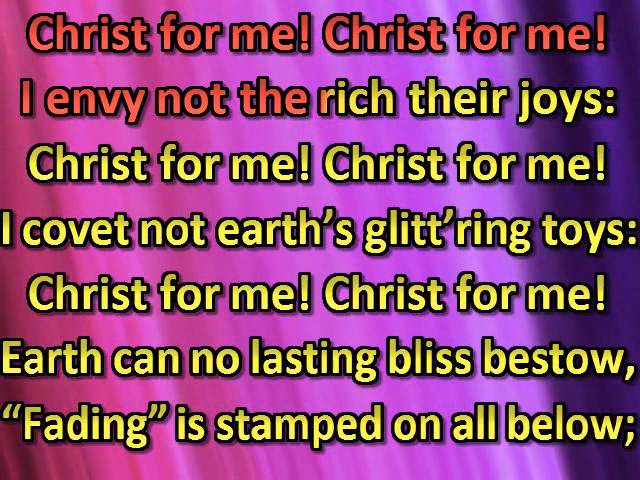 Christ for me! Christ for me!
I envy not the rich their joys:
Christ for me! Christ for me!
I covet not earth’s glitt’ring toys:
Christ for me! Christ for me!
Earth can no lasting bliss bestow,
“Fading” is stamped on all below;